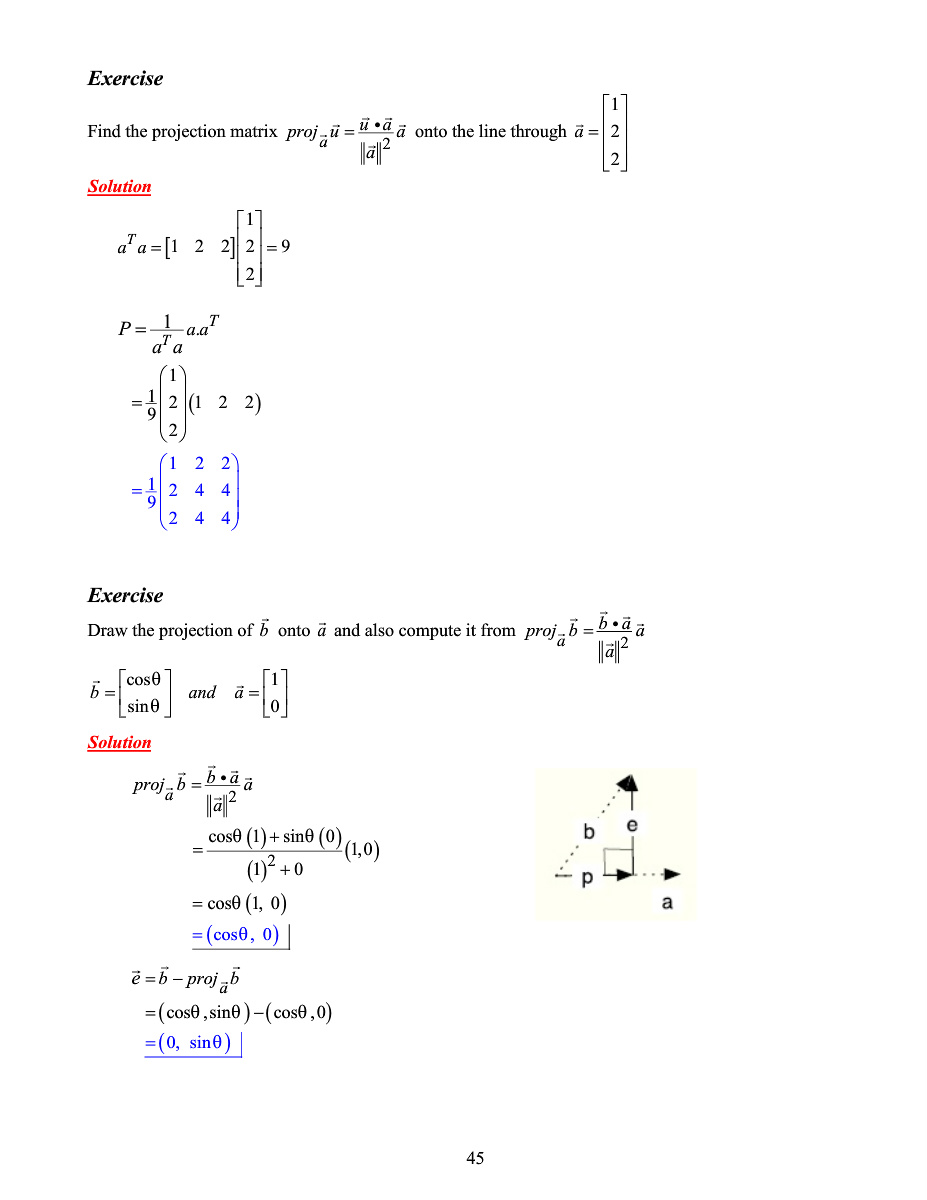 Exercise
Find the projection matrix $proj_{\vec{a}}\vec{u} = \frac{\vec{u} \bullet \vec{a}}{\|\vec{a}\|^2}\vec{a}$ onto the line through $\vec{a} = \begin{bmatrix} 1 \\ 2 \\ 2 \end{bmatrix}$
Solution
$a^T a = \begin{bmatrix} 1 & 2 & 2 \end{bmatrix}\begin{bmatrix} 1 \\ 2 \\ 2 \end{bmatrix} = 9$
$P = \frac{1}{a^T a} a.a^T$
$= \frac{1}{9}\begin{pmatrix} 1 \\ 2 \\ 2 \end{pmatrix}\begin{pmatrix} 1 & 2 & 2 \end{pmatrix}$
$= \frac{1}{9}\begin{pmatrix} 1 & 2 & 2 \\ 2 & 4 & 4 \\ 2 & 4 & 4 \end{pmatrix}$
Exercise
Draw the projection of $\vec{b}$ onto $\vec{a}$ and also compute it from $proj_{\vec{a}}\vec{b} = \frac{\vec{b} \bullet \vec{a}}{\|\vec{a}\|^2}\vec{a}$
$\vec{b} = \begin{bmatrix} \cos\theta \\ \sin\theta \end{bmatrix}$ and $\vec{a} = \begin{bmatrix} 1 \\ 0 \end{bmatrix}$
Solution
$proj_{\vec{a}}\vec{b} = \frac{\vec{b} \bullet \vec{a}}{\|\vec{a}\|^2}\vec{a}$
$= \frac{\cos\theta(1) + \sin\theta(0)}{(1)^2 + 0}(1, 0)$
$= \cos\theta(1, 0)$
$= (\cos\theta, 0)$
$\vec{e} = \vec{b} - proj_{\vec{a}}\vec{b}$
$= (\cos\theta, \sin\theta) - (\cos\theta, 0)$
$= (0, \sin\theta)$
b e
p
a
45